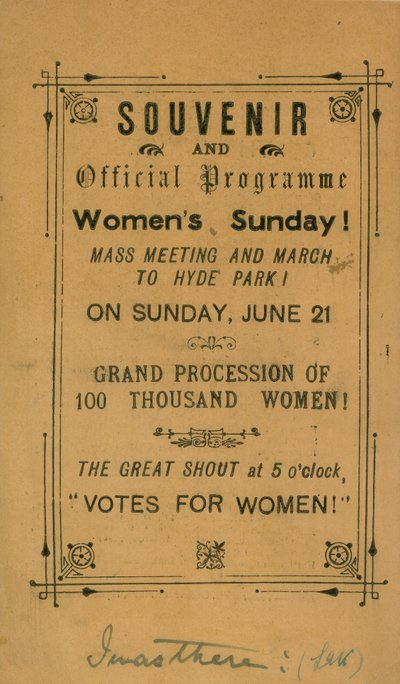 SOUVENIR
AND
Official Programme
Women's Sunday!
MASS MEETING AND MARCH
TO HYDE PARK!
ON SUNDAY, JUNE 21
GRAND PROCESSION OF
100 THOUSAND WOMEN!
THE GREAT SHOUT at 5 o'clock,
"VOTES FOR WOMEN!"
I was there: